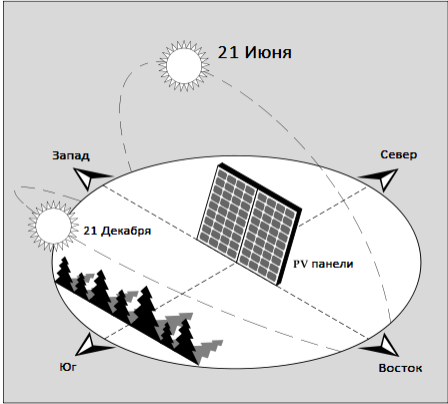 21 Июня
Запад
Север
21 Декабря
PV панели
Юг
Восток